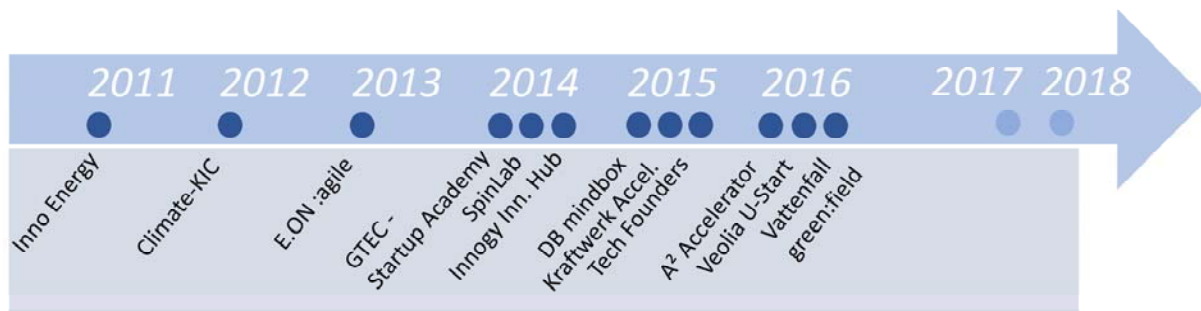 2011
2012
2013
2014
2015
2016
2017
2018
Inno Energy
Climate-KIC
E.ON :agile
GTEC -
Startup Academy
SpinLab
Innogy Inn. Hub
DB mindbox
Kraftwerk Accel.
Tech Founders
A² Accelerator
Veolia U-Start
Vattenfall
green:field